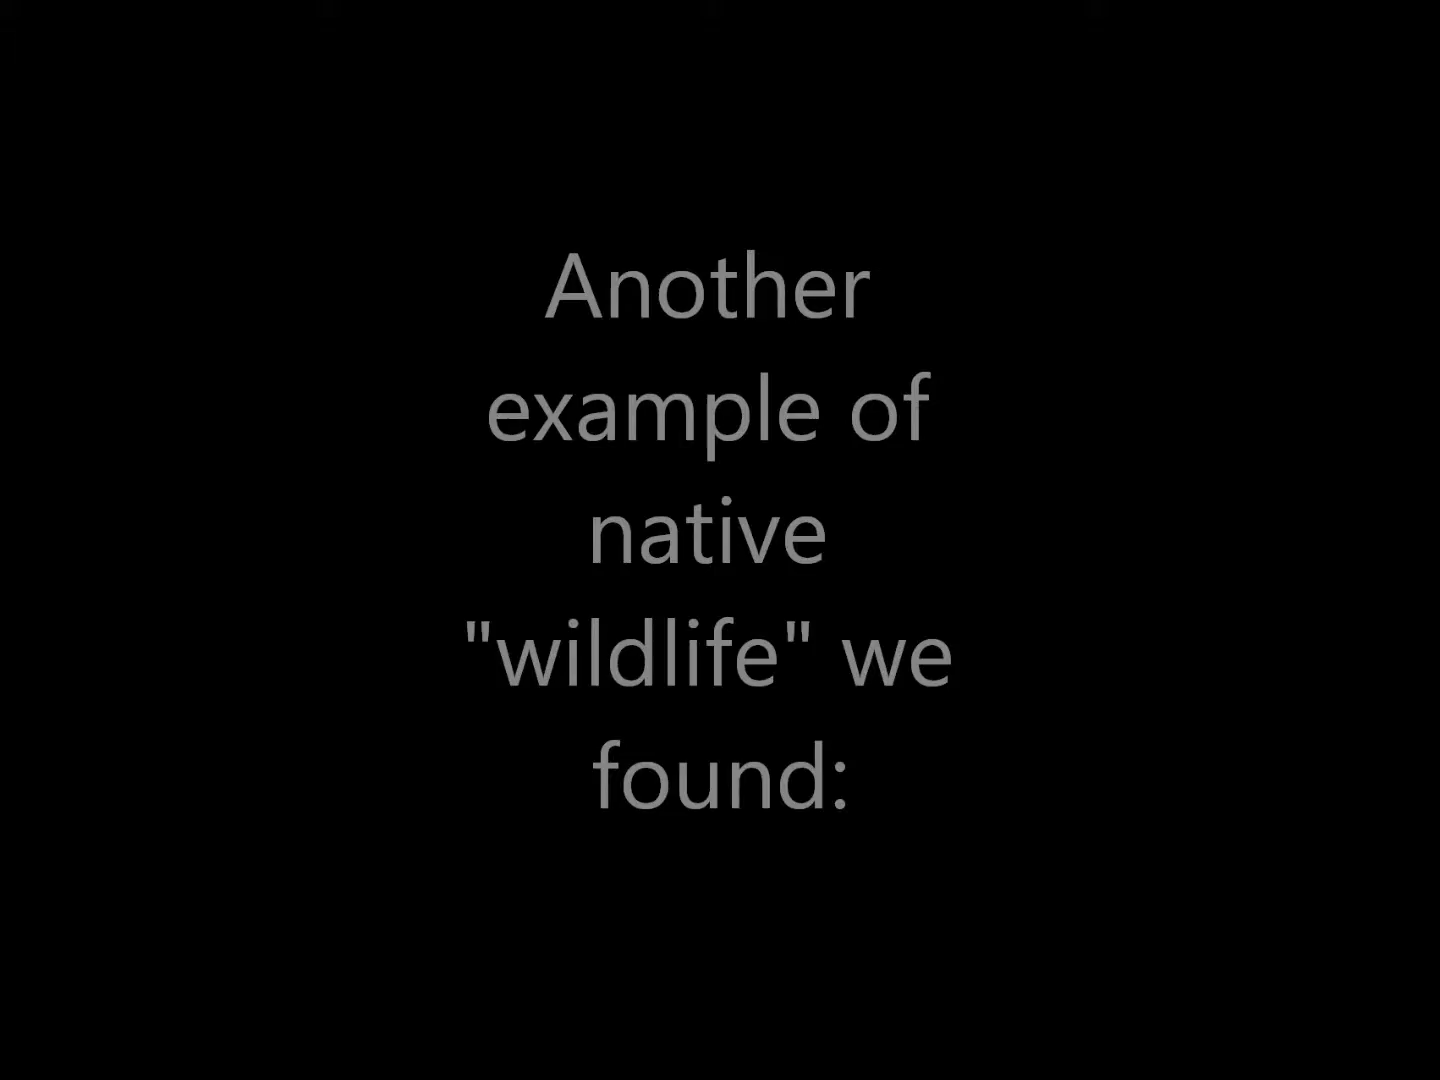 Another
example of
native
"wildlife" we
found: